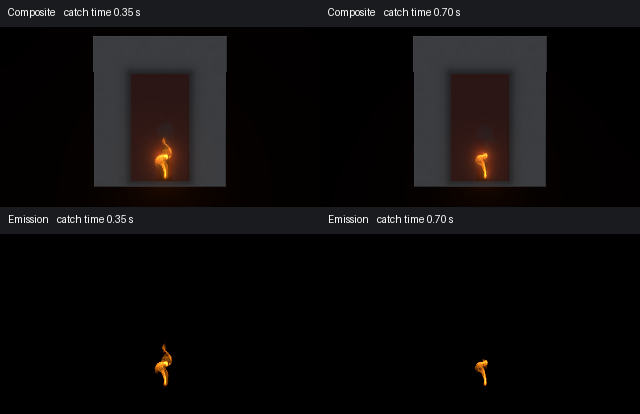 Composite catch time 0.35 s
Composite catch time 0.70 s
Emission catch time 0.35 s
Emission catch time 0.70 s